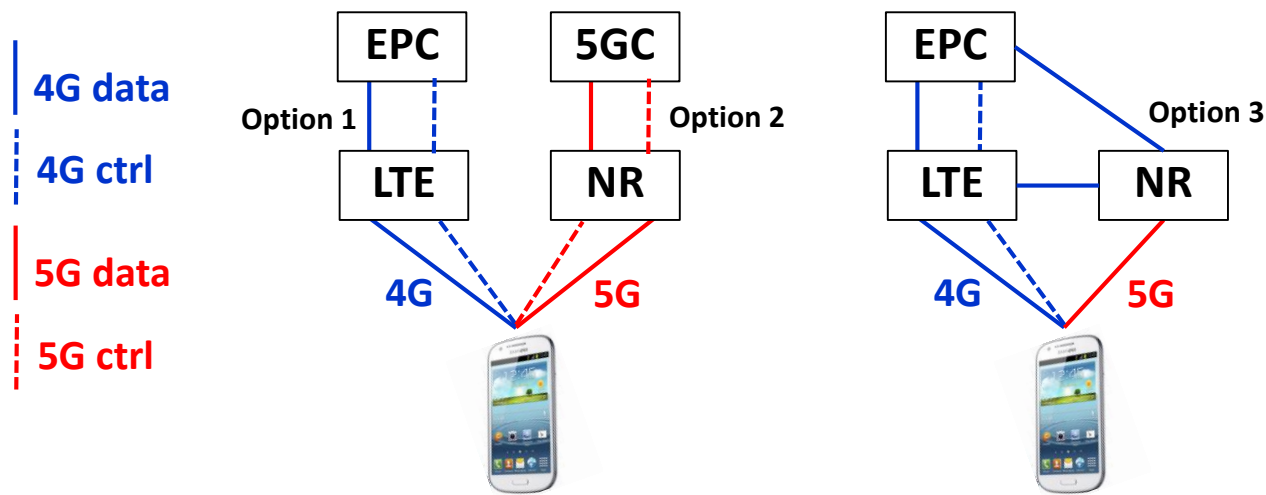 EPC
5GC
EPC
4G data
Option 1
Option 2
Option 3
4G ctrl
LTE
NR
LTE
NR
5G data
4G
5G
4G
5G
5G ctrl